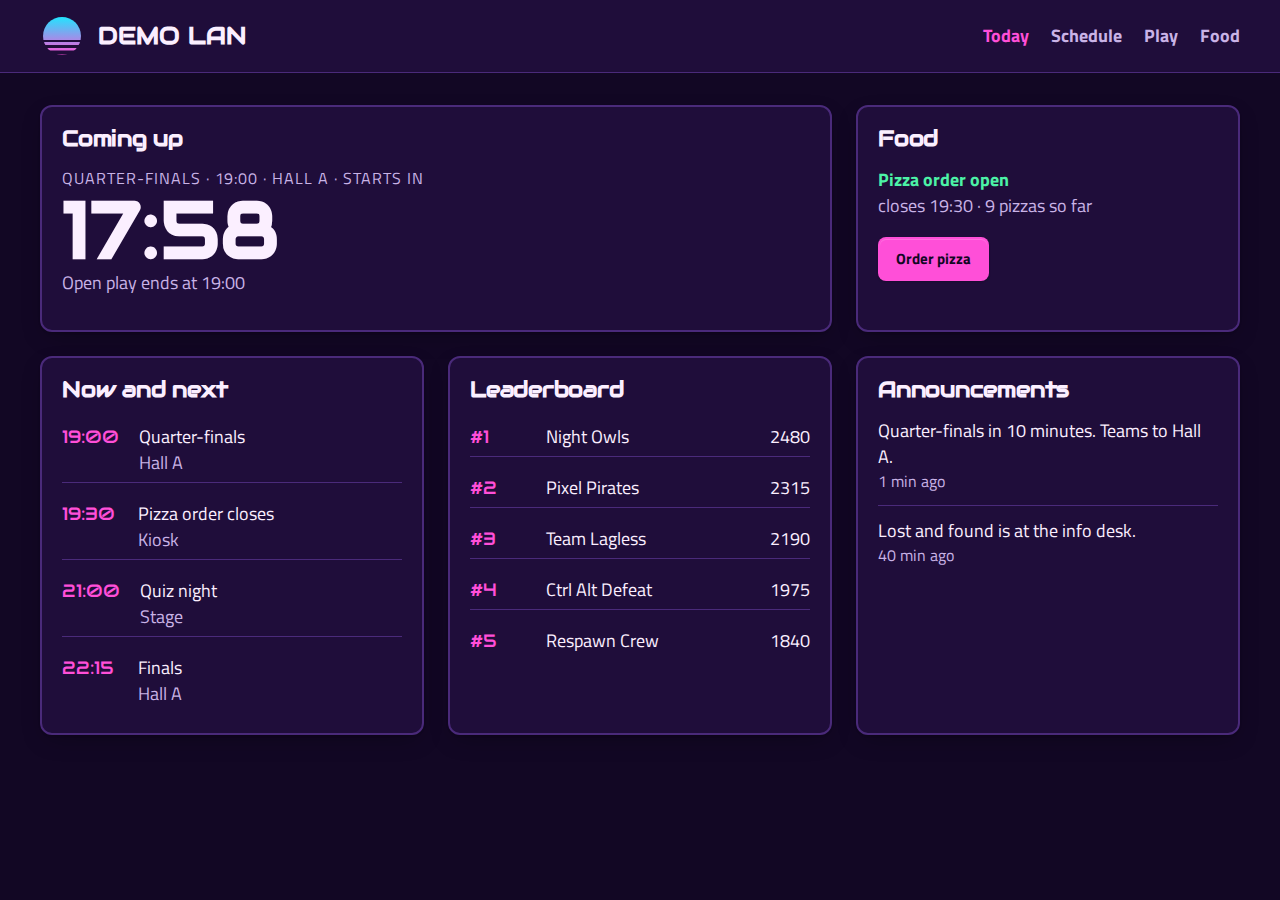 DEMO LAN
Today Schedule Play Food
Coming up
QUARTER-FINALS · 19:00 · HALL A · STARTS IN
17:58
Open play ends at 19:00
Food
Pizza order open
closes 19:30 · 9 pizzas so far
Order pizza
Now and next
19:00 Quarter-finals
Hall A
19:30 Pizza order closes
Kiosk
21:00 Quiz night
Stage
22:15 Finals
Hall A
Leaderboard
#1 Night Owls 2480
#2 Pixel Pirates 2315
#3 Team Lagless 2190
#4 Ctrl Alt Defeat 1975
#5 Respawn Crew 1840
Announcements
Quarter-finals in 10 minutes. Teams to Hall
A.
1 min ago
Lost and found is at the info desk.
40 min ago